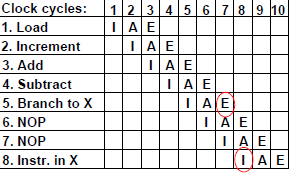 Clock cycles: 1 2 3 4 5 6 7 8 9 10
1. Load I A E
2. Increment I A E
3. Add I A E
4. Subtract I A E
5. Branch to X I A E
6. NOP I A E
7. NOP I A E
8. Instr. in X I A E